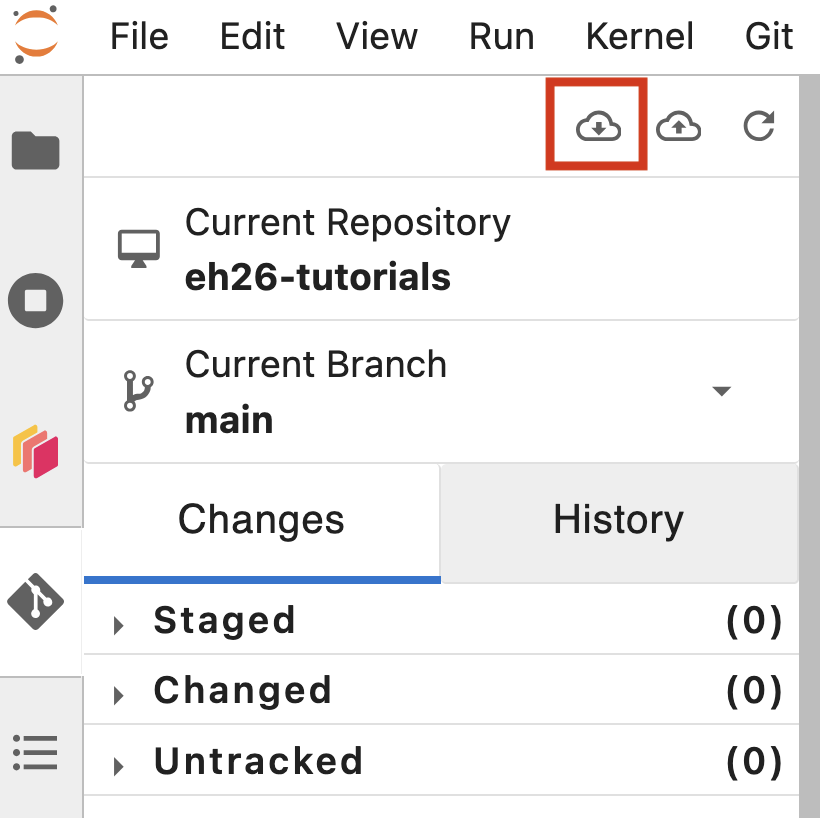 File Edit View Run Kernel Git
Current Repository
eh26-tutorials
Current Branch
main
Changes History
Staged (0)
Changed (0)
Untracked (0)